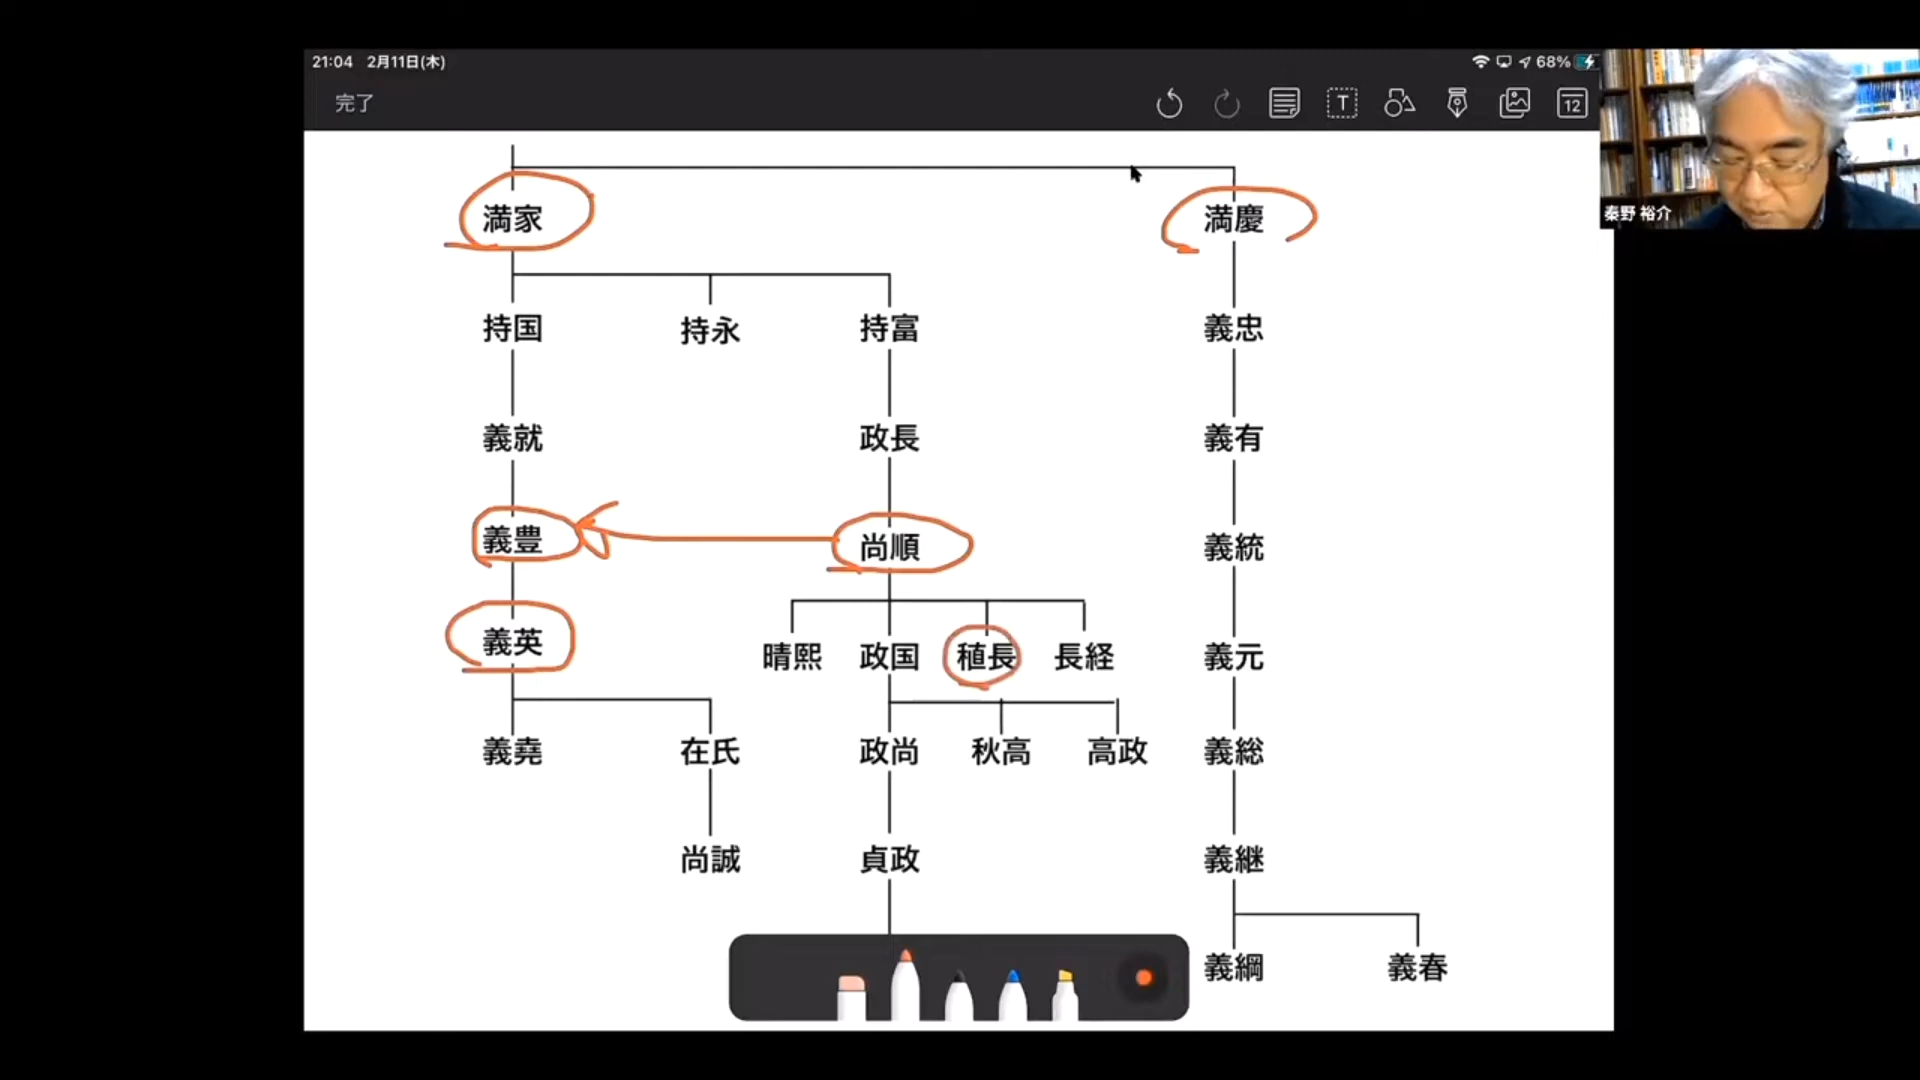 21:04 2月11日(木)
68%
完了
T
12
秦野 裕介
満家 満慶
持国 持永 持富 義忠
義就 政長 義有
義豊 尚順 義統
義英 晴熙 政国 稙長 長経 義元
義堯 在氏 政尚 秋高 高政 義総
尚誠 貞政 義継
義綱 義春